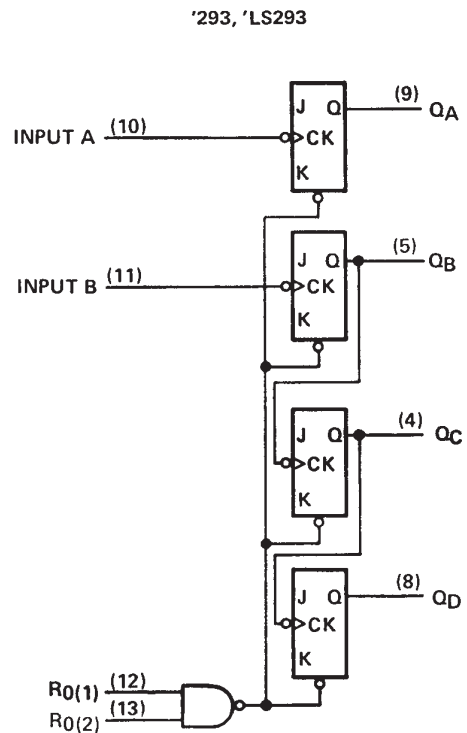 '293, 'LS293
J Q (9) QA
INPUT A (10) CK
K
J Q (5) QB
INPUT B (11) CK
K
J Q (4) QC
CK
K
J Q (8) QD
CK
K
R0(1) (12)
R0(2) (13)